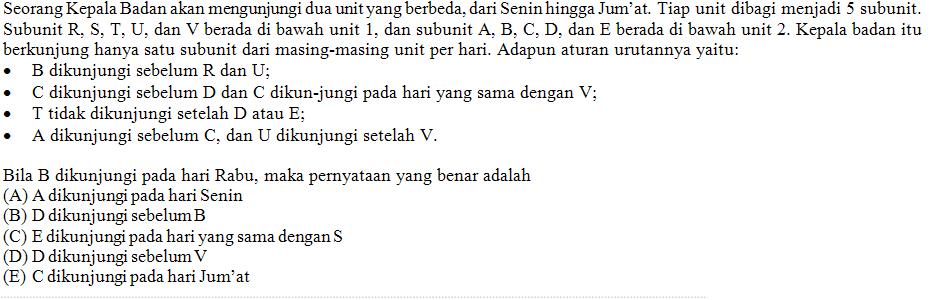 Seorang Kepala Badan akan mengunjungi dua unit yang berbeda, dari Senin hingga Jum'at. Tiap unit dibagi menjadi 5 subunit.
Subunit R, S, T, U, dan V berada di bawah unit 1, dan subunit A, B, C, D, dan E berada di bawah unit 2. Kepala badan itu
berkunjung hanya satu subunit dari masing-masing unit per hari. Adapun aturan urutannya yaitu:
• B dikunjungi sebelum R dan U;
• C dikunjungi sebelum D dan C dikun-jungi pada hari yang sama dengan V;
• T tidak dikunjungi setelah D atau E;
• A dikunjungi sebelum C, dan U dikunjungi setelah V.
Bila B dikunjungi pada hari Rabu, maka pernyataan yang benar adalah
(A) A dikunjungi pada hari Senin
(B) D dikunjungi sebelum B
(C) E dikunjungi pada hari yang sama dengan S
(D) D dikunjungi sebelum V
(E) C dikunjungi pada hari Jum'at